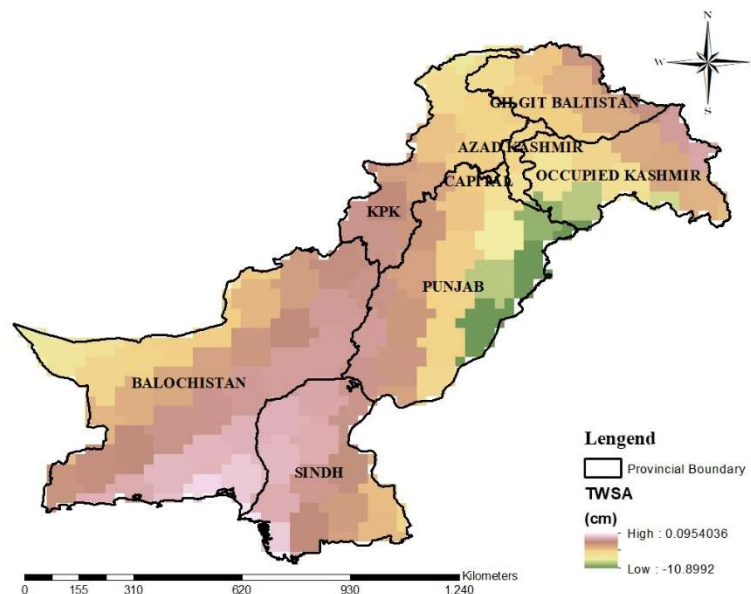 N
W E
S
GILGIT BALTISTAN
AZAD KASHMIR
CAPITAL
OCCUPIED KASHMIR
KPK
PUNJAB
BALOCHISTAN
SINDH
Lengend
Provincial Boundary
TWSA
(cm)
High : 0.0954036
Low : -10.8992
Kilometers
0 155 310 620 930 1.240